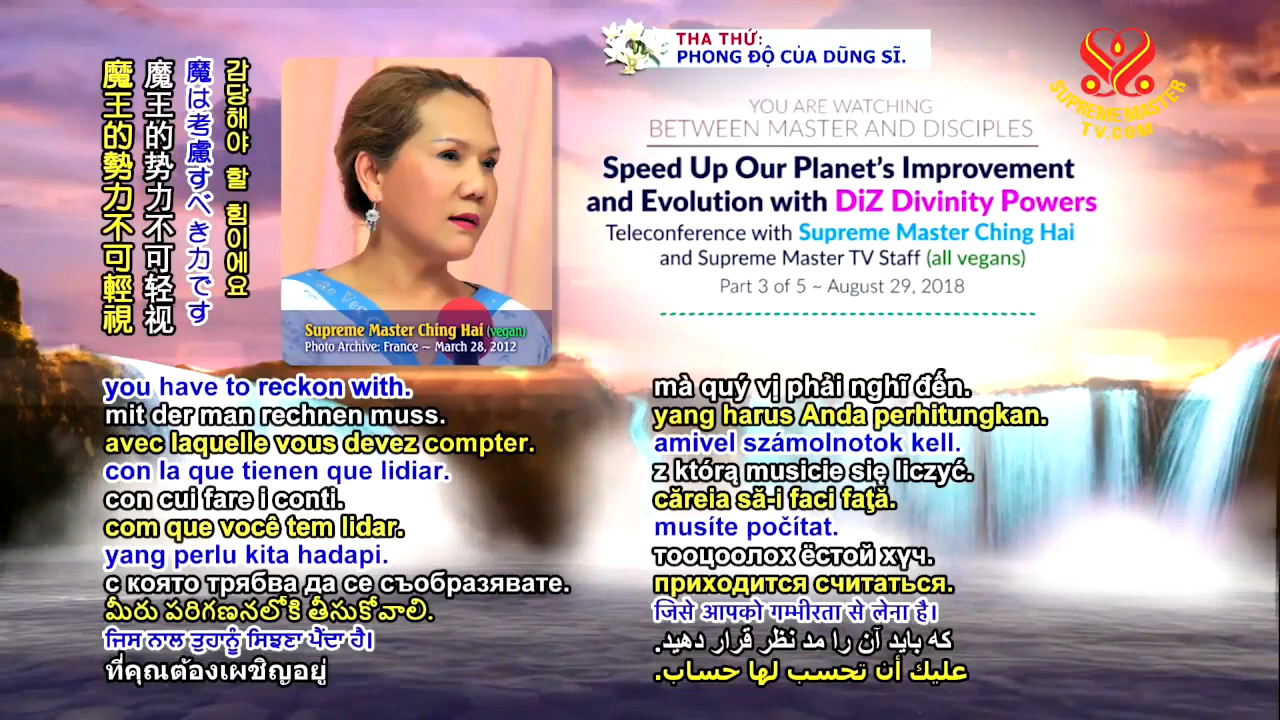 THA THỨ:
PHONG ĐỘ CỦA DŨNG SĨ.
SUPREME MASTER
TV.COM
YOU ARE WATCHING
BETWEEN MASTER AND DISCIPLES
Speed Up Our Planet's Improvement
and Evolution with DiZ Divinity Powers
Teleconference with Supreme Master Ching Hai
and Supreme Master TV Staff (all vegans)
Part 3 of 5 ~ August 29, 2018
감당해야 할 힘이에요
魔は考慮すべき力です
魔王的势力不可轻视
魔王的勢力不可輕視
Supreme Master Ching Hai (vegan)
Photo Archive: France ~ March 28, 2012
you have to reckon with.
mit der man rechnen muss.
avec laquelle vous devez compter.
con la que tienen que lidiar.
con cui fare i conti.
com que você tem lidar.
yang perlu kita hadapi.
с която трябва да се съобразявате.
మీరు పరిగణనలోకి తీసుకోవాలి.
ਜਿਸ ਨਾਲ ਤੁਹਾਨੂੰ ਸਿਝਣਾ ਪੈਂਦਾ ਹੈ।
ที่คุณต้องเผชิญอยู่
mà quý vị phải nghĩ đến.
yang harus Anda perhitungkan.
amivel számolnotok kell.
z którą musicie się liczyć.
căreia să-i faci faţă.
musíte počítat.
тооцоолох ёстой хүч.
приходится считаться.
जिसे आपको गम्भीरता से लेना है।
که باید آن را مد نظر قرار دهید.
عليك أن تحسب لها حساب.